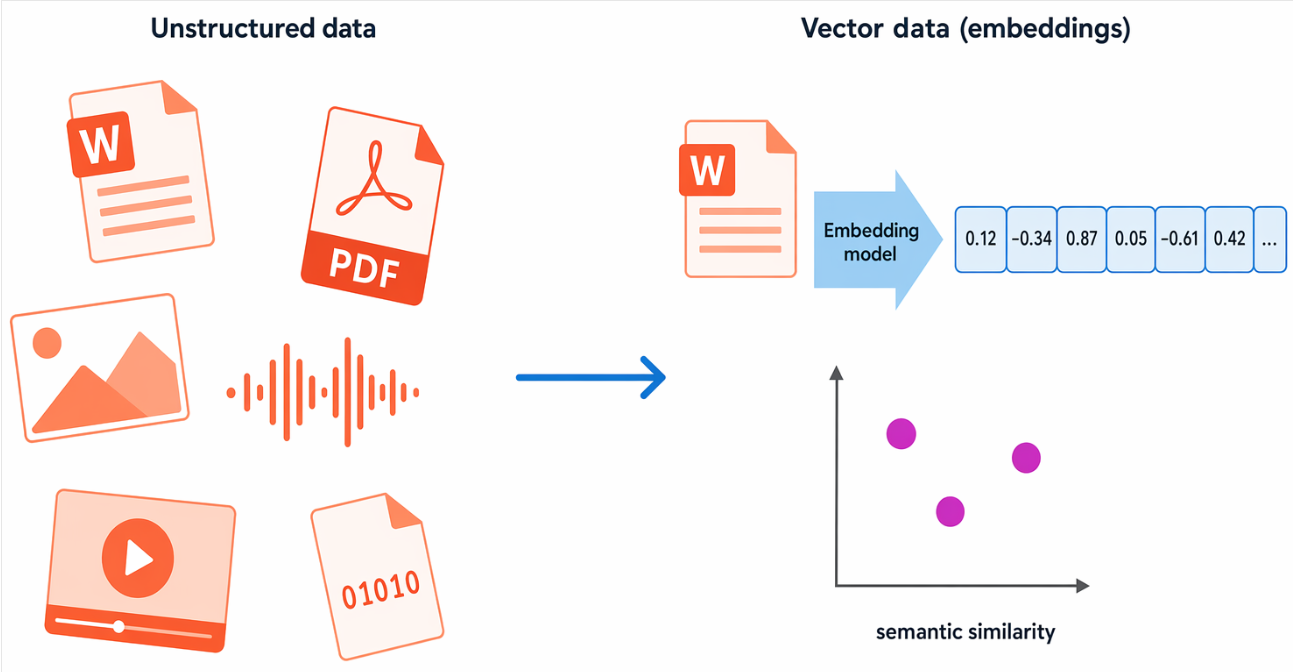 Unstructured data
Vector data (embeddings)
W
PDF
01010
W
Embedding
model
0.12 −0.34 0.87 0.05 −0.61 0.42 ...
semantic similarity